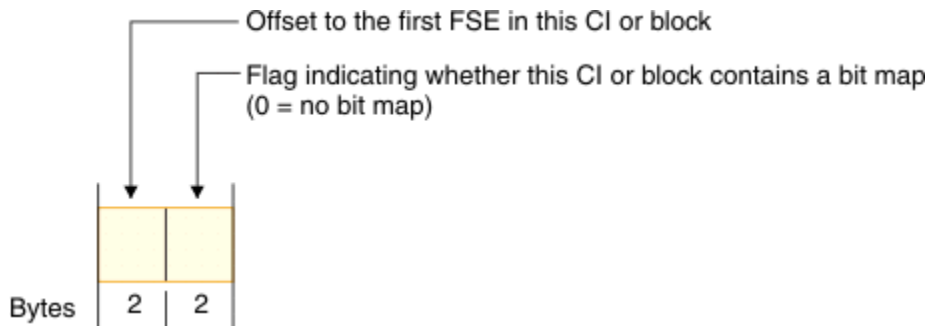 Offset to the first FSE in this CI or block
Flag indicating whether this CI or block contains a bit map
(0 = no bit map)
Bytes 2 2